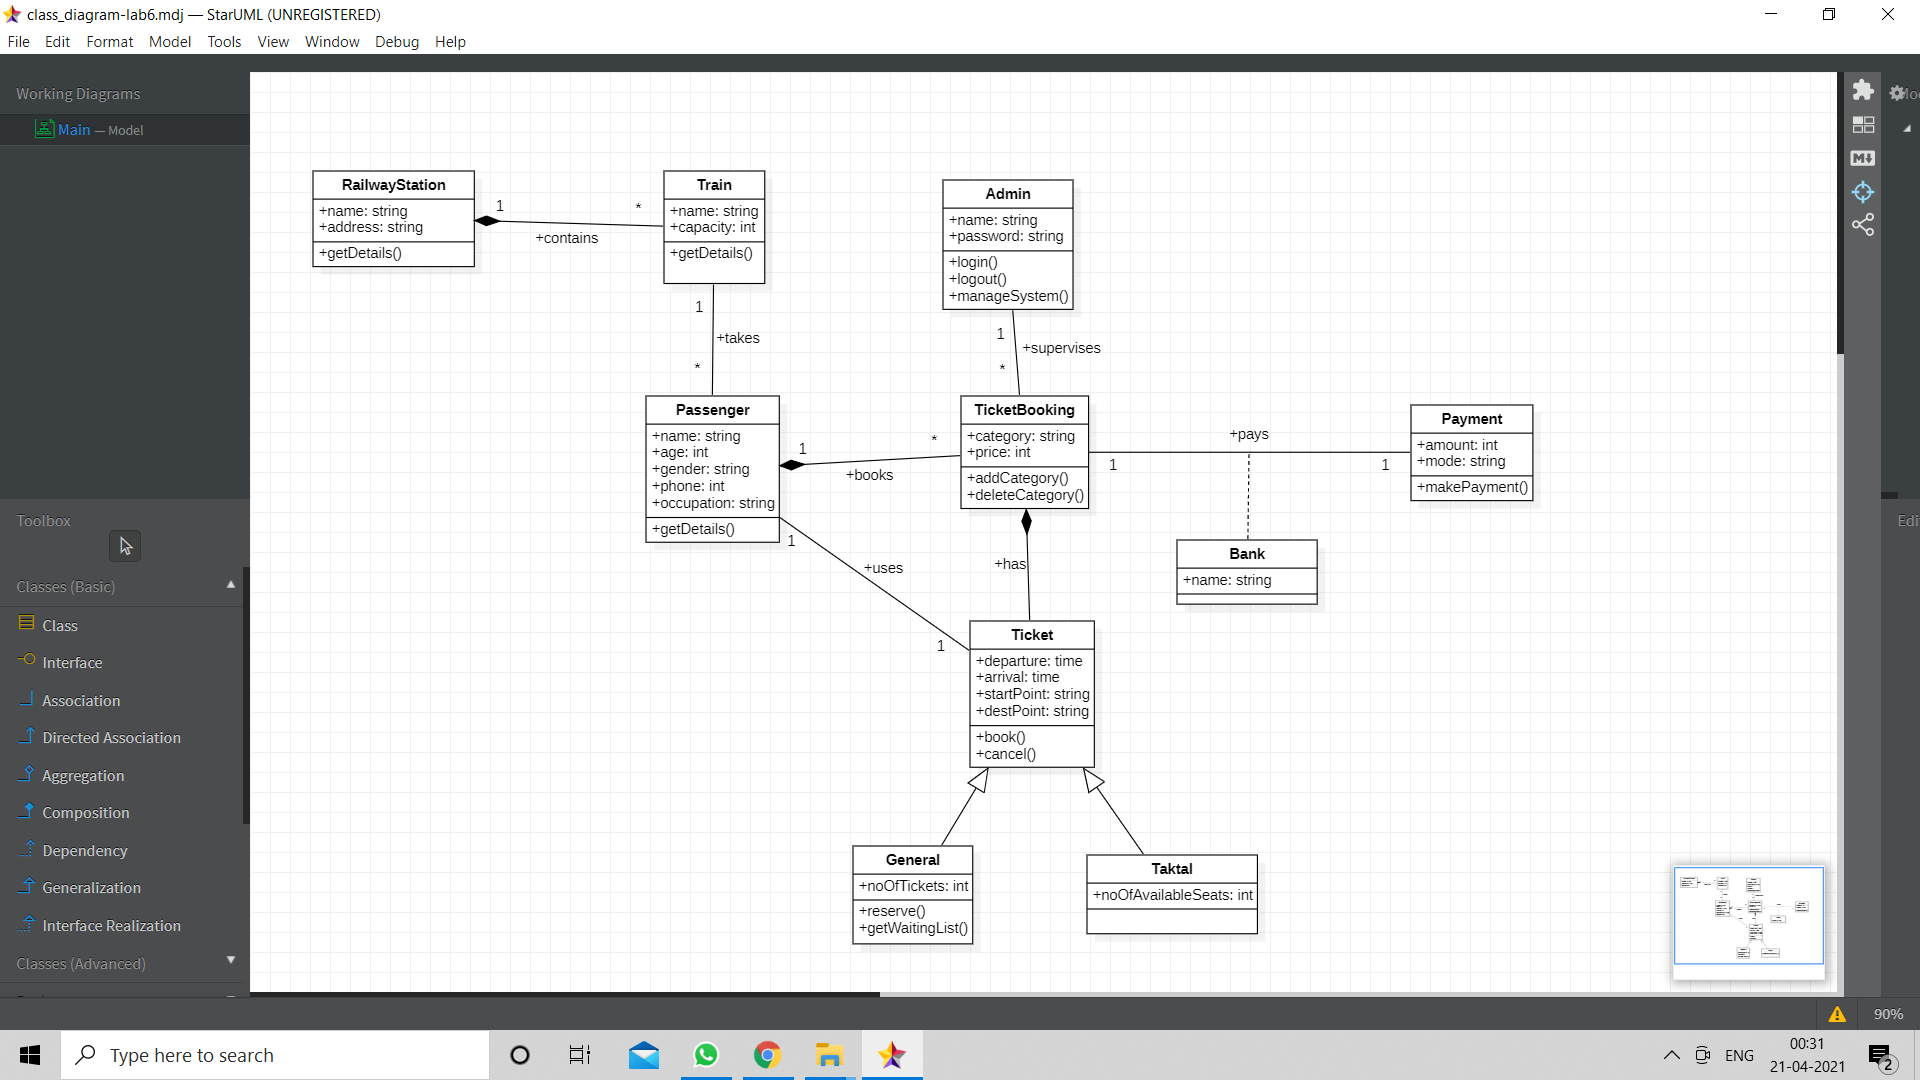 class_diagram-lab6.mdj — StarUML (UNREGISTERED)
File Edit Format Model Tools View Window Debug Help
Working Diagrams
Main — Model
Toolbox
Classes (Basic)
Class
Interface
Association
Directed Association
Aggregation
Composition
Dependency
Generalization
Interface Realization
Classes (Advanced)
RailwayStation
+name: string
+address: string
+getDetails()
1
*
+contains
Train
+name: string
+capacity: int
+getDetails()
1
+takes
*
Admin
+name: string
+password: string
+login()
+logout()
+manageSystem()
1
+supervises
*
Passenger
+name: string
+age: int
+gender: string
+phone: int
+occupation: string
+getDetails()
1
*
+books
TicketBooking
+category: string
+price: int
+addCategory()
+deleteCategory()
+pays
1
1
Payment
+amount: int
+mode: string
+makePayment()
Bank
+name: string
1
+uses
1
+has
Ticket
+departure: time
+arrival: time
+startPoint: string
+destPoint: string
+book()
+cancel()
General
+noOfTickets: int
+reserve()
+getWaitingList()
Taktal
+noOfAvailableSeats: int
90%
Type here to search
ENG
00:31
21-04-2021
2